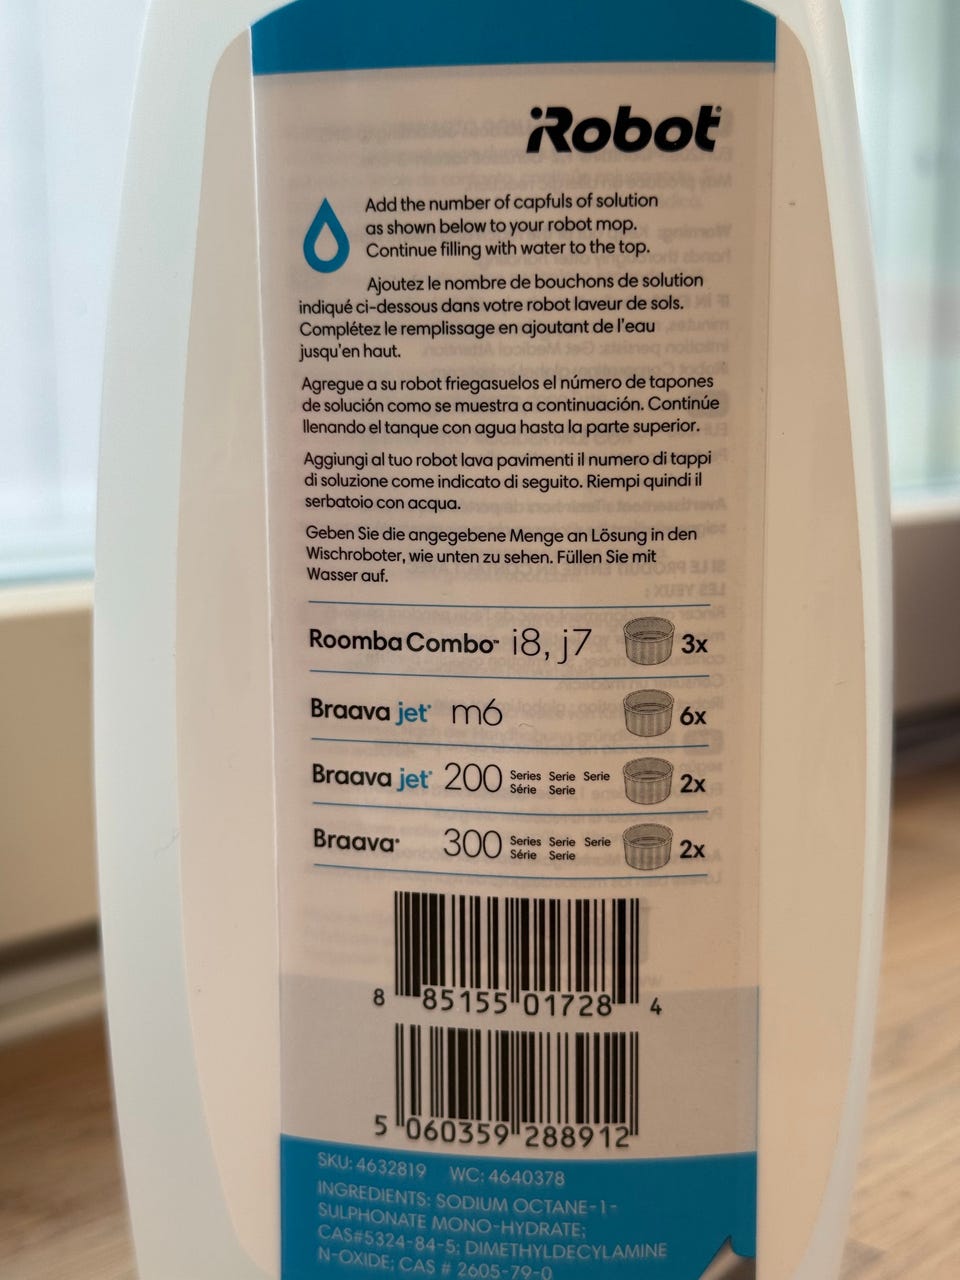 iRobot®
Add the number of capfuls of solution
as shown below to your robot mop.
Continue filling with water to the top.
Ajoutez le nombre de bouchons de solution
indiqué ci-dessous dans votre robot laveur de sols.
Complétez le remplissage en ajoutant de l'eau
jusqu'en haut.
Agregue a su robot friegasuelos el número de tapones
de solución como se muestra a continuación. Continúe
llenando el tanque con agua hasta la parte superior.
Aggiungi al tuo robot lava pavimenti il numero di tappi
di soluzione come indicato di seguito. Riempi quindi il
serbatoio con acqua.
Geben Sie die angegebene Menge an Lösung in den
Wischroboter, wie unten zu sehen. Füllen Sie mit
Wasser auf.
Roomba Combo™ i8, j7 3x
Braava jet® m6 6x
Braava jet® 200 Series Serie Serie 2x
Série Serie
Braava® 300 Series Serie Serie 2x
Série Serie
8 85155 01728 4
5 060359 288912
SKU: 4632819 WC: 4640378
INGREDIENTS: SODIUM OCTANE-1-
SULPHONATE MONO-HYDRATE;
CAS#5324-84-5; DIMETHYLDECYLAMINE
N-OXIDE; CAS # 2605-79-0